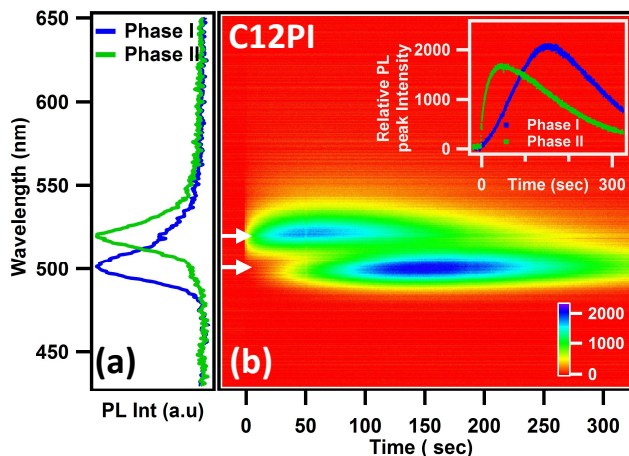 650
600
550
500
450
Wavelength (nm)
Phase I
Phase II
(a)
PL Int (a.u)
C12PI
(b)
2000
1000
0
Relative PL
peak Intensity
Phase I
Phase II
0
300
Time (sec)
2000
1000
0
0
50
100
150
200
250
300
Time ( sec)